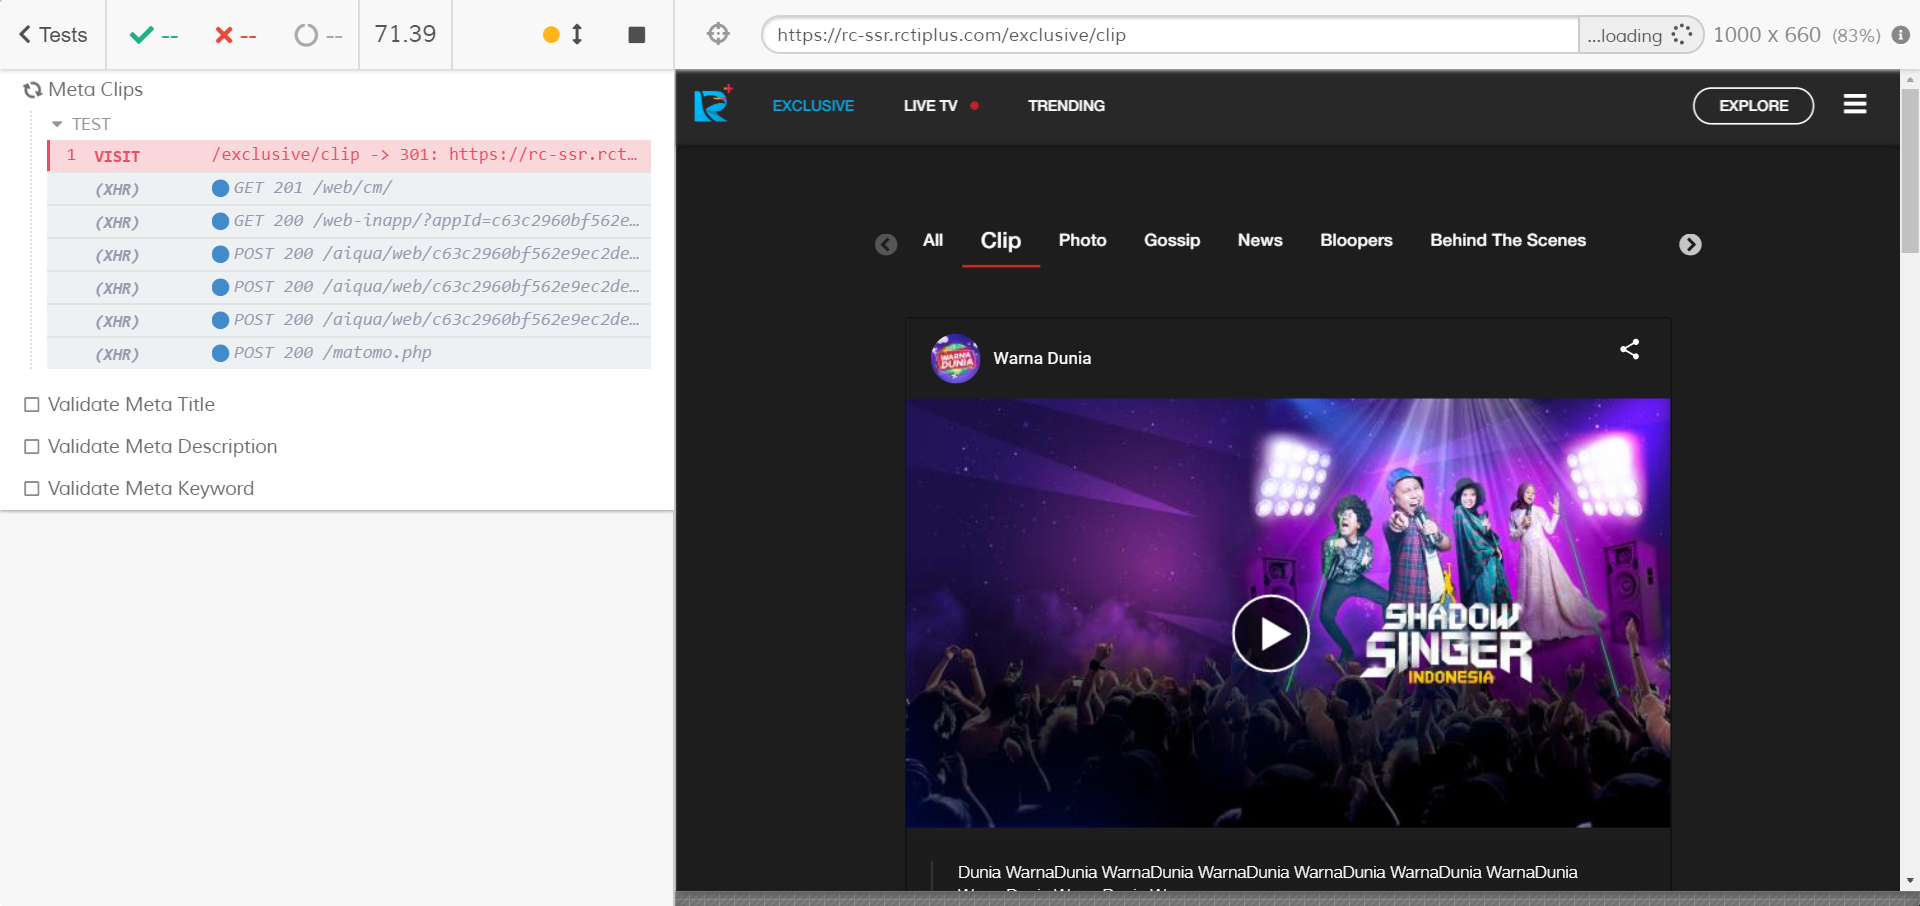 Tests
--
--
--
71.39
https://rc-ssr.rctiplus.com/exclusive/clip
...loading
1000 x 660 (83%)
Meta Clips
TEST
1 VISIT /exclusive/clip -> 301: https://rc-ssr.rct…
(XHR) GET 201 /web/cm/
(XHR) GET 200 /web-inapp/?appId=c63c2960bf562e…
(XHR) POST 200 /aiqua/web/c63c2960bf562e9ec2de…
(XHR) POST 200 /aiqua/web/c63c2960bf562e9ec2de…
(XHR) POST 200 /aiqua/web/c63c2960bf562e9ec2de…
(XHR) POST 200 /matomo.php
Validate Meta Title
Validate Meta Description
Validate Meta Keyword
EXCLUSIVE LIVE TV TRENDING EXPLORE
All Clip Photo Gossip News Bloopers Behind The Scenes
WARNA
DUNIA
Warna Dunia
SHADOW
SINGER
INDONESIA
Dunia WarnaDunia WarnaDunia WarnaDunia WarnaDunia WarnaDunia WarnaDunia